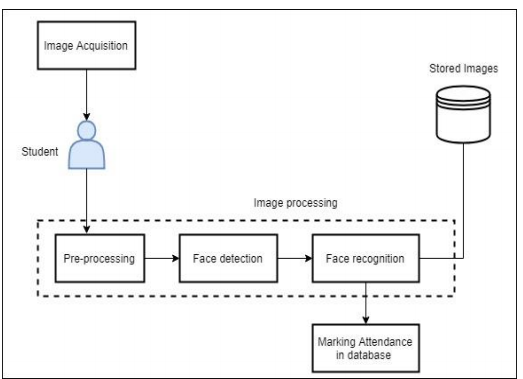 Image Acquisition
Stored Images
Student
Image processing
Pre-processing
Face detection
Face recognition
Marking Attendance
in database